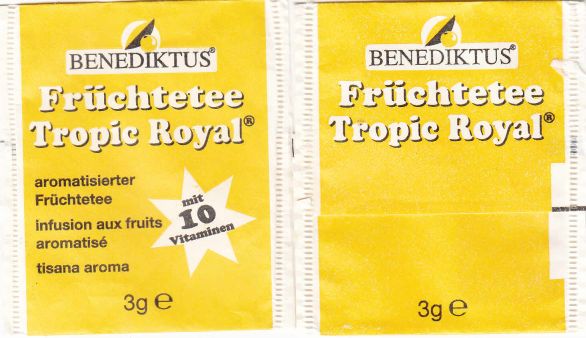 BENEDIKTUS®
Früchtetee
Tropic Royal®
aromatisierter
Früchtetee
infusion aux fruits
aromatisé
tisana aroma
mit
10
Vitaminen
3g ℮
BENEDIKTUS®
Früchtetee
Tropic Royal®
3g ℮